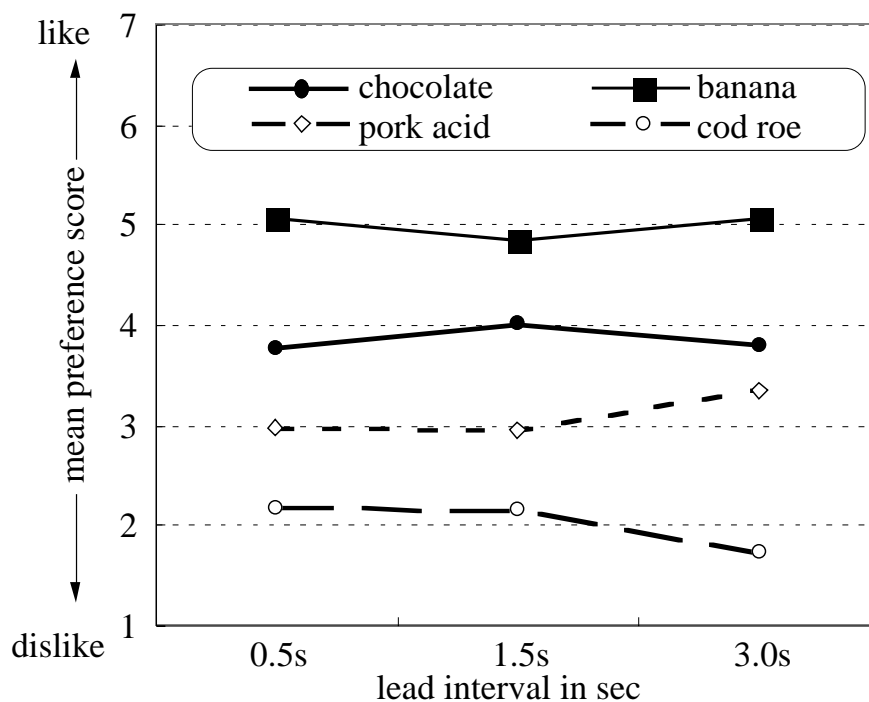 like
7
chocolate banana
pork acid cod roe
6
5
4
3
2
1
mean preference score
dislike
0.5s 1.5s 3.0s
lead interval in sec